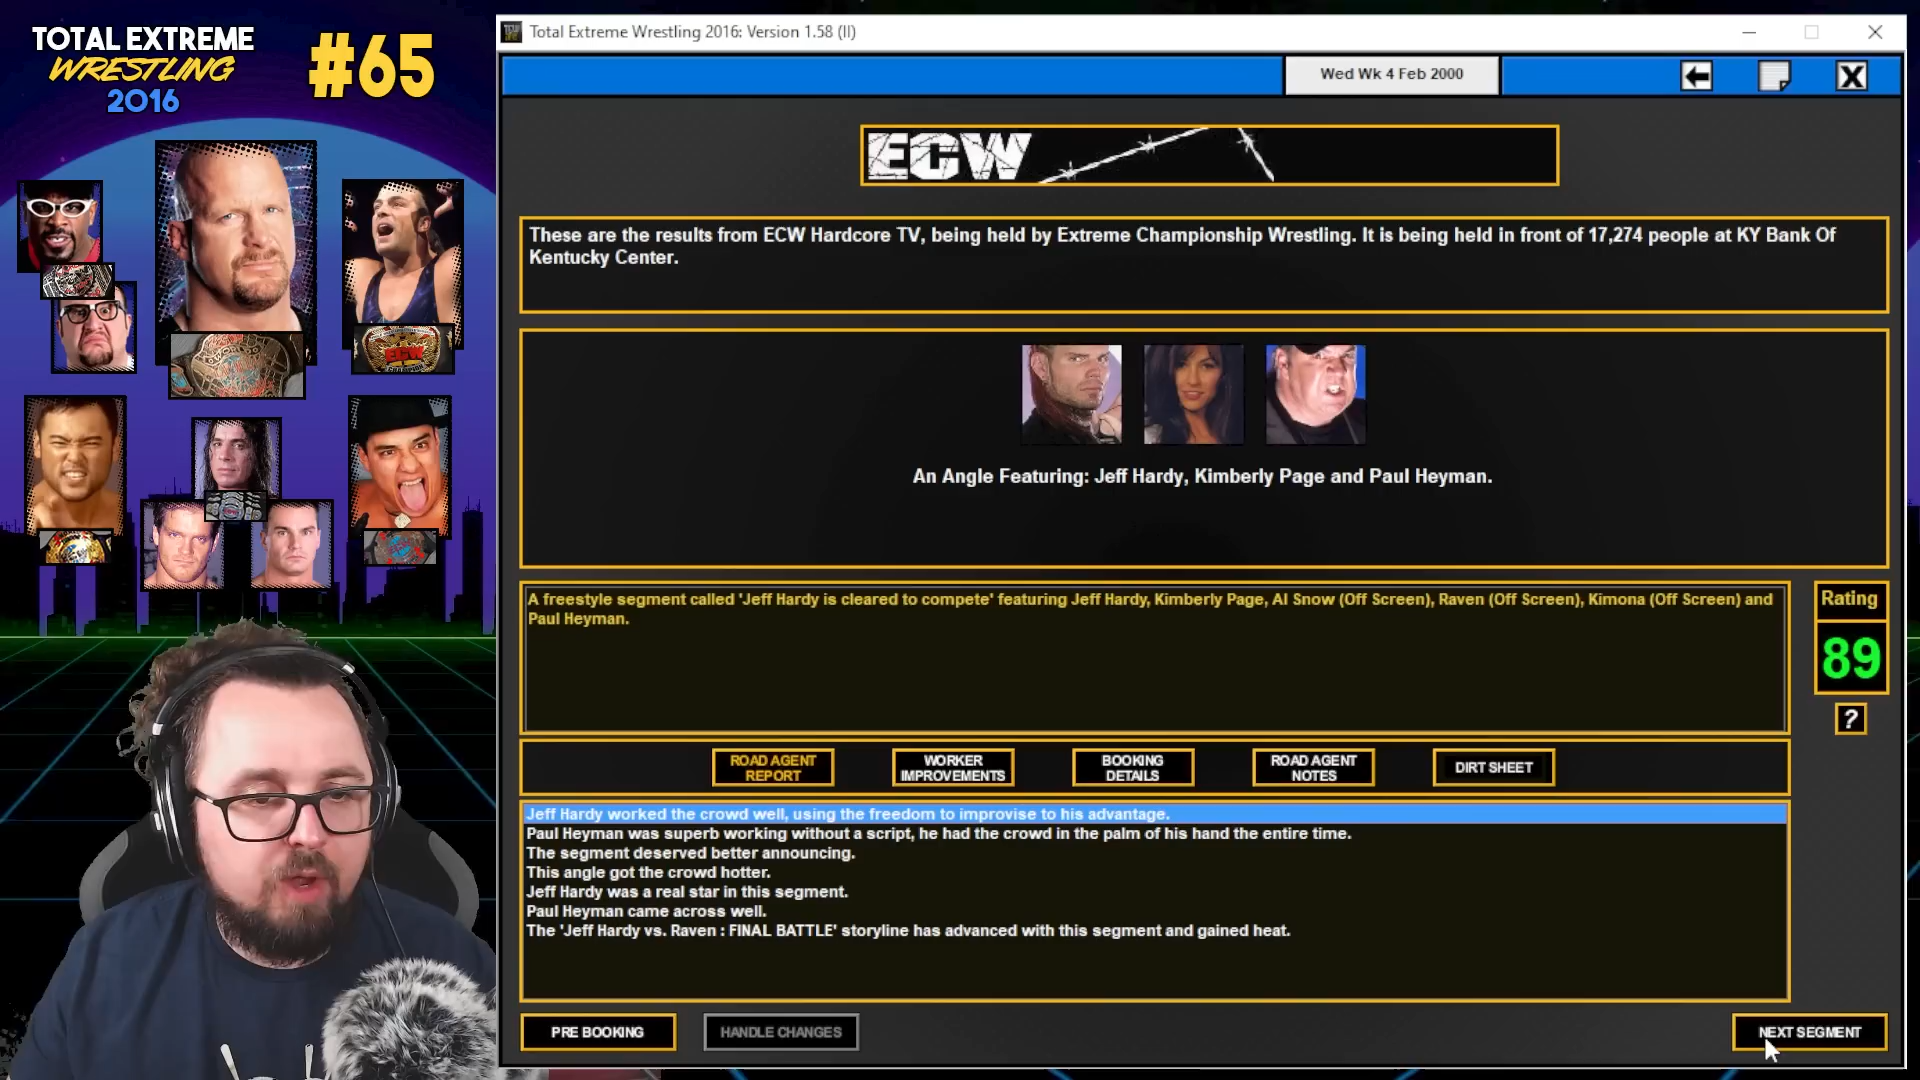 TOTAL EXTREME
WRESTLING
2016
#65
Total Extreme Wrestling 2016: Version 1.58 (II)
Wed Wk 4 Feb 2000
X
ECW
These are the results from ECW Hardcore TV, being held by Extreme Championship Wrestling. It is being held in front of 17,274 people at KY Bank Of
Kentucky Center.
An Angle Featuring: Jeff Hardy, Kimberly Page and Paul Heyman.
A freestyle segment called 'Jeff Hardy is cleared to compete' featuring Jeff Hardy, Kimberly Page, Al Snow (Off Screen), Raven (Off Screen), Kimona (Off Screen) and
Paul Heyman.
Rating
89
?
ROAD AGENT
REPORT
WORKER
IMPROVEMENTS
BOOKING
DETAILS
ROAD AGENT
NOTES
DIRT SHEET
Jeff Hardy worked the crowd well, using the freedom to improvise to his advantage.
Paul Heyman was superb working without a script, he had the crowd in the palm of his hand the entire time.
The segment deserved better announcing.
This angle got the crowd hotter.
Jeff Hardy was a real star in this segment.
Paul Heyman came across well.
The 'Jeff Hardy vs. Raven : FINAL BATTLE' storyline has advanced with this segment and gained heat.
PRE BOOKING
HANDLE CHANGES
NEXT SEGMENT